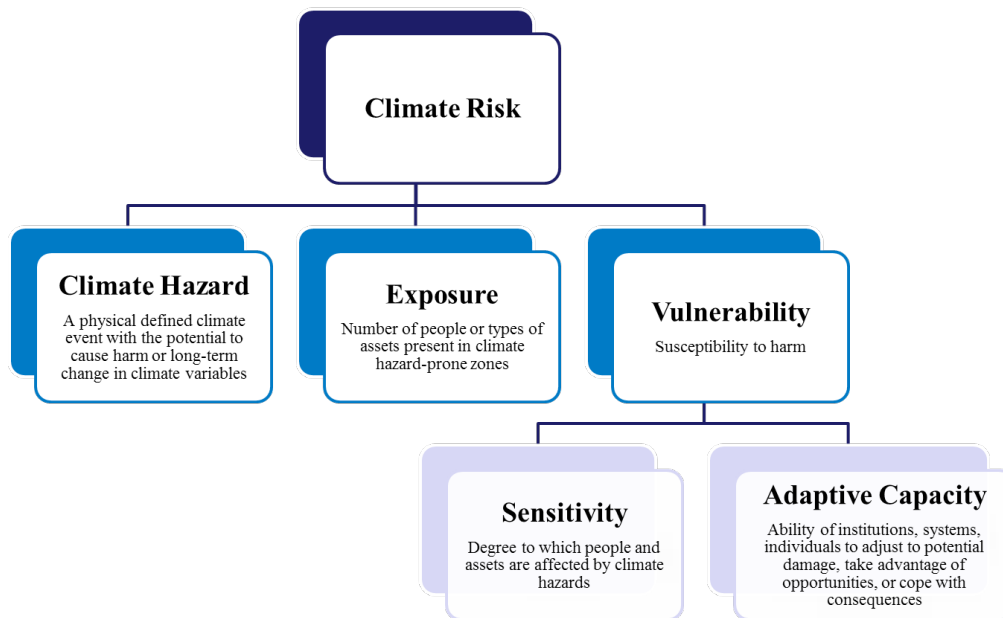 Climate Risk
Climate Hazard
A physical defined climate
event with the potential to
cause harm or long-term
change in climate variables
Exposure
Number of people or types of
assets present in climate
hazard-prone zones
Vulnerability
Susceptibility to harm
Sensitivity
Degree to which people and
assets are affected by climate
hazards
Adaptive Capacity
Ability of institutions, systems,
individuals to adjust to potential
damage, take advantage of
opportunities, or cope with
consequences